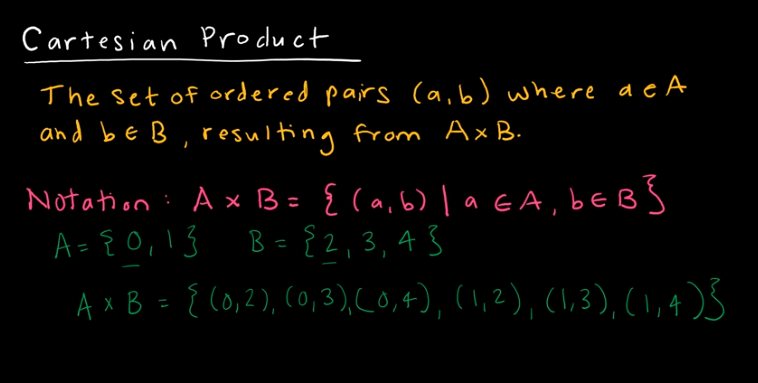 Cartesian Product
The set of ordered pairs (a,b) where a ∈ A
and b ∈ B, resulting from A × B.
Notation: A × B = { (a,b) | a ∈ A, b ∈ B }
A = {0, 1} B = {2, 3, 4}
A × B = { (0,2), (0,3), (0,4), (1,2), (1,3), (1,4) }